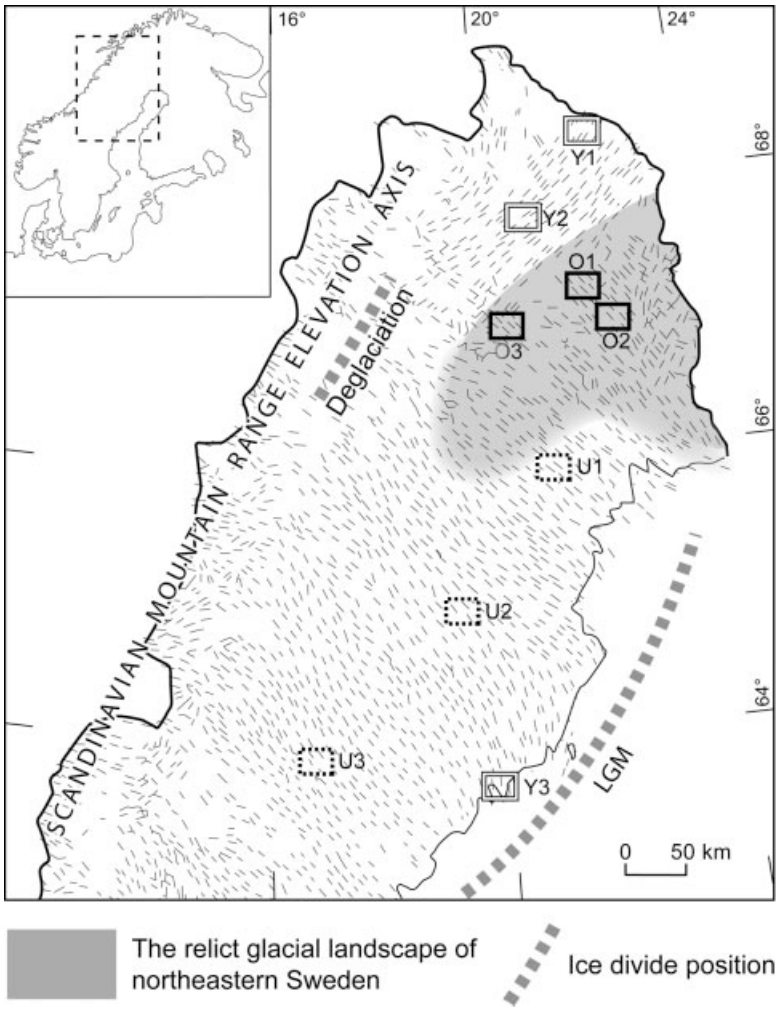 16°
20°
24°
68°
Y1
Y2
SCANDINAVIAN MOUNTAIN RANGE ELEVATION AXIS
O1
O2
O3
Deglaciation
66°
U1
U2
64°
U3
Y3
LGM
0 50 km
The relict glacial landscape of
northeastern Sweden
Ice divide position